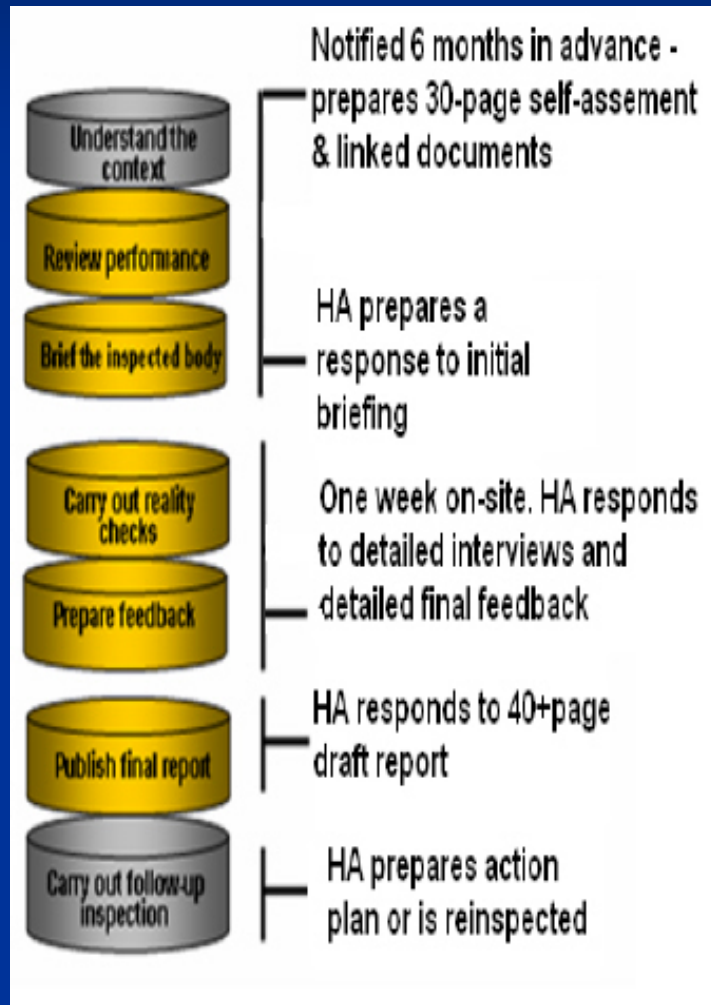 Notified 6 months in advance -
prepares 30-page self-assement
& linked documents
Understand the
context
Review performance
Brief the inspected body
HA prepares a
response to initial
briefing
Carry out reality
checks
Prepare feedback
One week on-site. HA responds
to detailed interviews and
detailed final feedback
Publish final report
HA responds to 40+page
draft report
Carry out follow-up
inspection
HA prepares action
plan or is reinspected